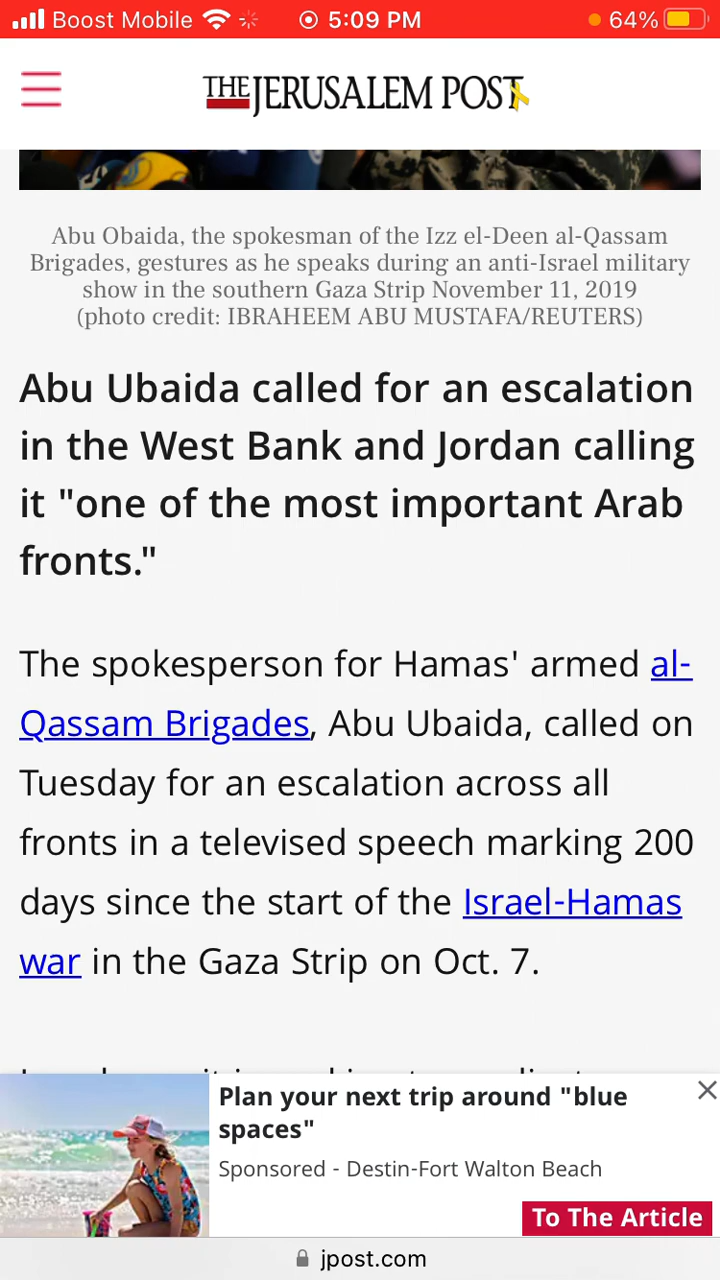 Boost Mobile 5:09 PM 64%
THE JERUSALEM POST
Abu Obaida, the spokesman of the Izz el-Deen al-Qassam
Brigades, gestures as he speaks during an anti-Israel military
show in the southern Gaza Strip November 11, 2019
(photo credit: IBRAHEEM ABU MUSTAFA/REUTERS)
Abu Ubaida called for an escalation
in the West Bank and Jordan calling
it "one of the most important Arab
fronts."
The spokesperson for Hamas' armed al-
Qassam Brigades, Abu Ubaida, called on
Tuesday for an escalation across all
fronts in a televised speech marking 200
days since the start of the Israel-Hamas
war in the Gaza Strip on Oct. 7.
Plan your next trip around "blue
spaces"
Sponsored - Destin-Fort Walton Beach
To The Article
jpost.com